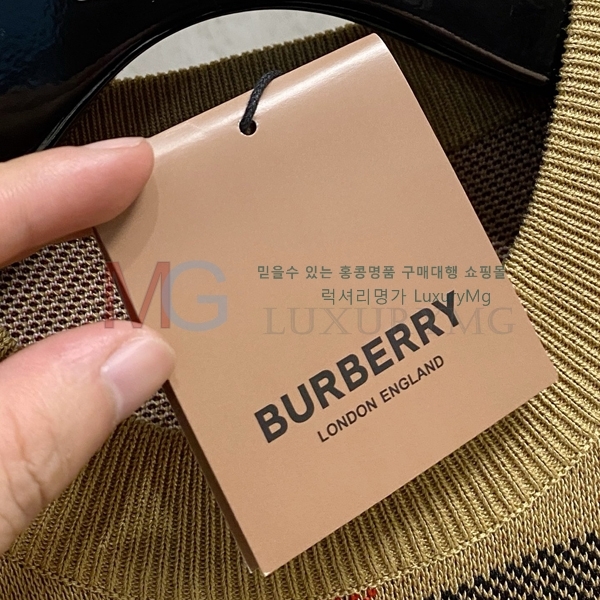 MG
믿을수 있는 홍콩명품 구매대행 쇼핑몰
럭셔리명가 LuxuryMg
LUXURY MG
BURBERRY
LONDON ENGLAND